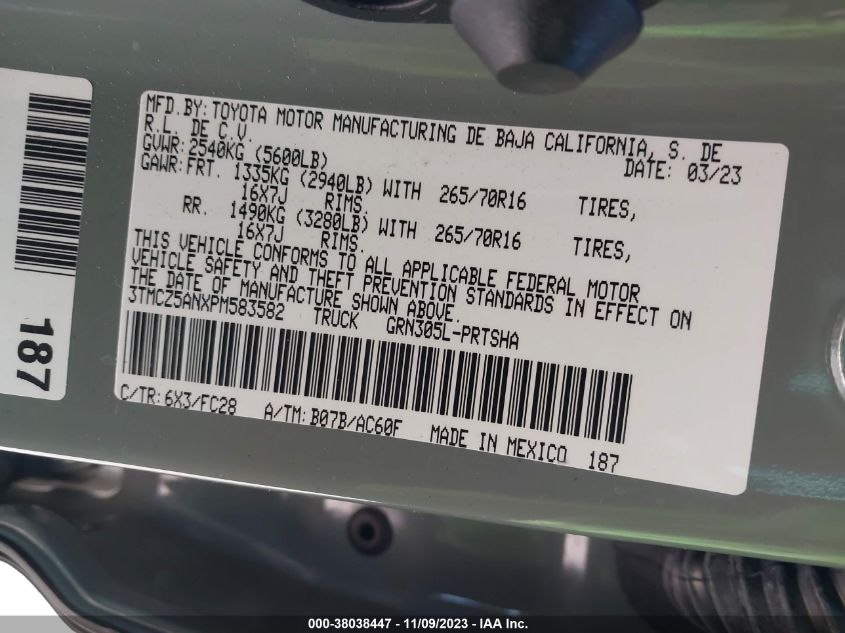 MFD.BY:TOYOTA MOTOR MANUFACTURING DE BAJA CALIFORNIA, S. DE
R.L. DE C.V.
DATE: 03/23
GVWR:2540KG (5600LB)
GAWR:FRT. 1335KG (2940LB) WITH 265/70R16 TIRES,
16X7J RIMS.
RR. 1490KG (3280LB) WITH 265/70R16 TIRES,
16X7J RIMS.
THIS VEHICLE CONFORMS TO ALL APPLICABLE FEDERAL MOTOR
VEHICLE SAFETY AND THEFT PREVENTION STANDARDS IN EFFECT ON
THE DATE OF MANUFACTURE SHOWN ABOVE.
3TMCZ5ANXPM583582 TRUCK GRN305L-PRTSHA
C/TR:6X3/FC28 A/TM:B07B/AC60F MADE IN MEXICO 187
187
000-38038447 - 11/09/2023 - IAA Inc.